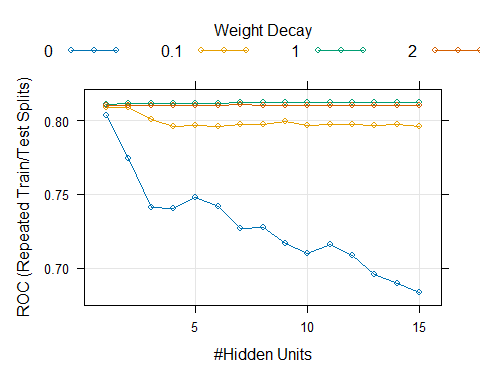 Weight Decay
0 0.1 1 2
ROC (Repeated Train/Test Splits)
0.80
0.75
0.70
5 10 15
#Hidden Units